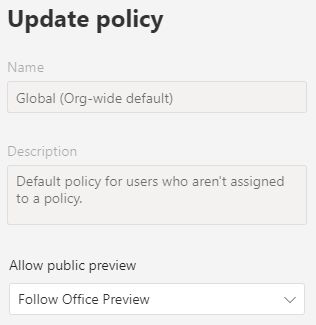 Update policy
Name
Global (Org-wide default)
Description
Default policy for users who aren't assigned
to a policy.
Allow public preview
Follow Office Preview